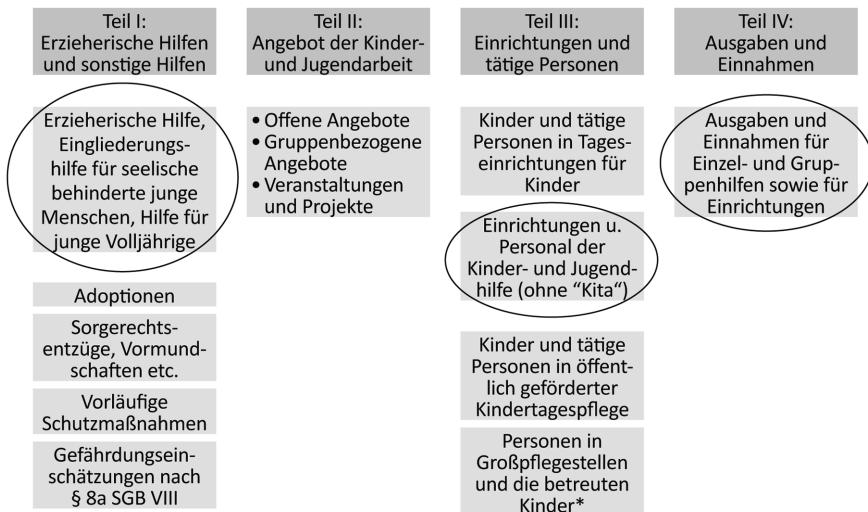 Teil I:
Erzieherische Hilfen
und sonstige Hilfen
Erzieherische Hilfe,
Eingliederungs-
hilfe für seelische
behinderte junge
Menschen, Hilfe für
junge Volljährige
Adoptionen
Sorgerechts-
entzüge, Vormund-
schaften etc.
Vorläufige
Schutzmaßnahmen
Gefährdungsein-
schätzungen nach
§ 8a SGB VIII
Teil II:
Angebot der Kinder-
und Jugendarbeit
• Offene Angebote
• Gruppenbezogene
Angebote
• Veranstaltungen
und Projekte
Teil III:
Einrichtungen und
tätige Personen
Kinder und tätige
Personen in Tages-
einrichtungen für
Kinder
Einrichtungen u.
Personal der
Kinder- und Jugend-
hilfe (ohne “Kita“)
Kinder und tätige
Personen in öffent-
lich geförderter
Kindertagespflege
Personen in
Großpflegestellen
und die betreuten
Kinder*
Teil IV:
Ausgaben und
Einnahmen
Ausgaben und
Einnahmen für
Einzel- und Grup-
penhilfen sowie für
Einrichtungen